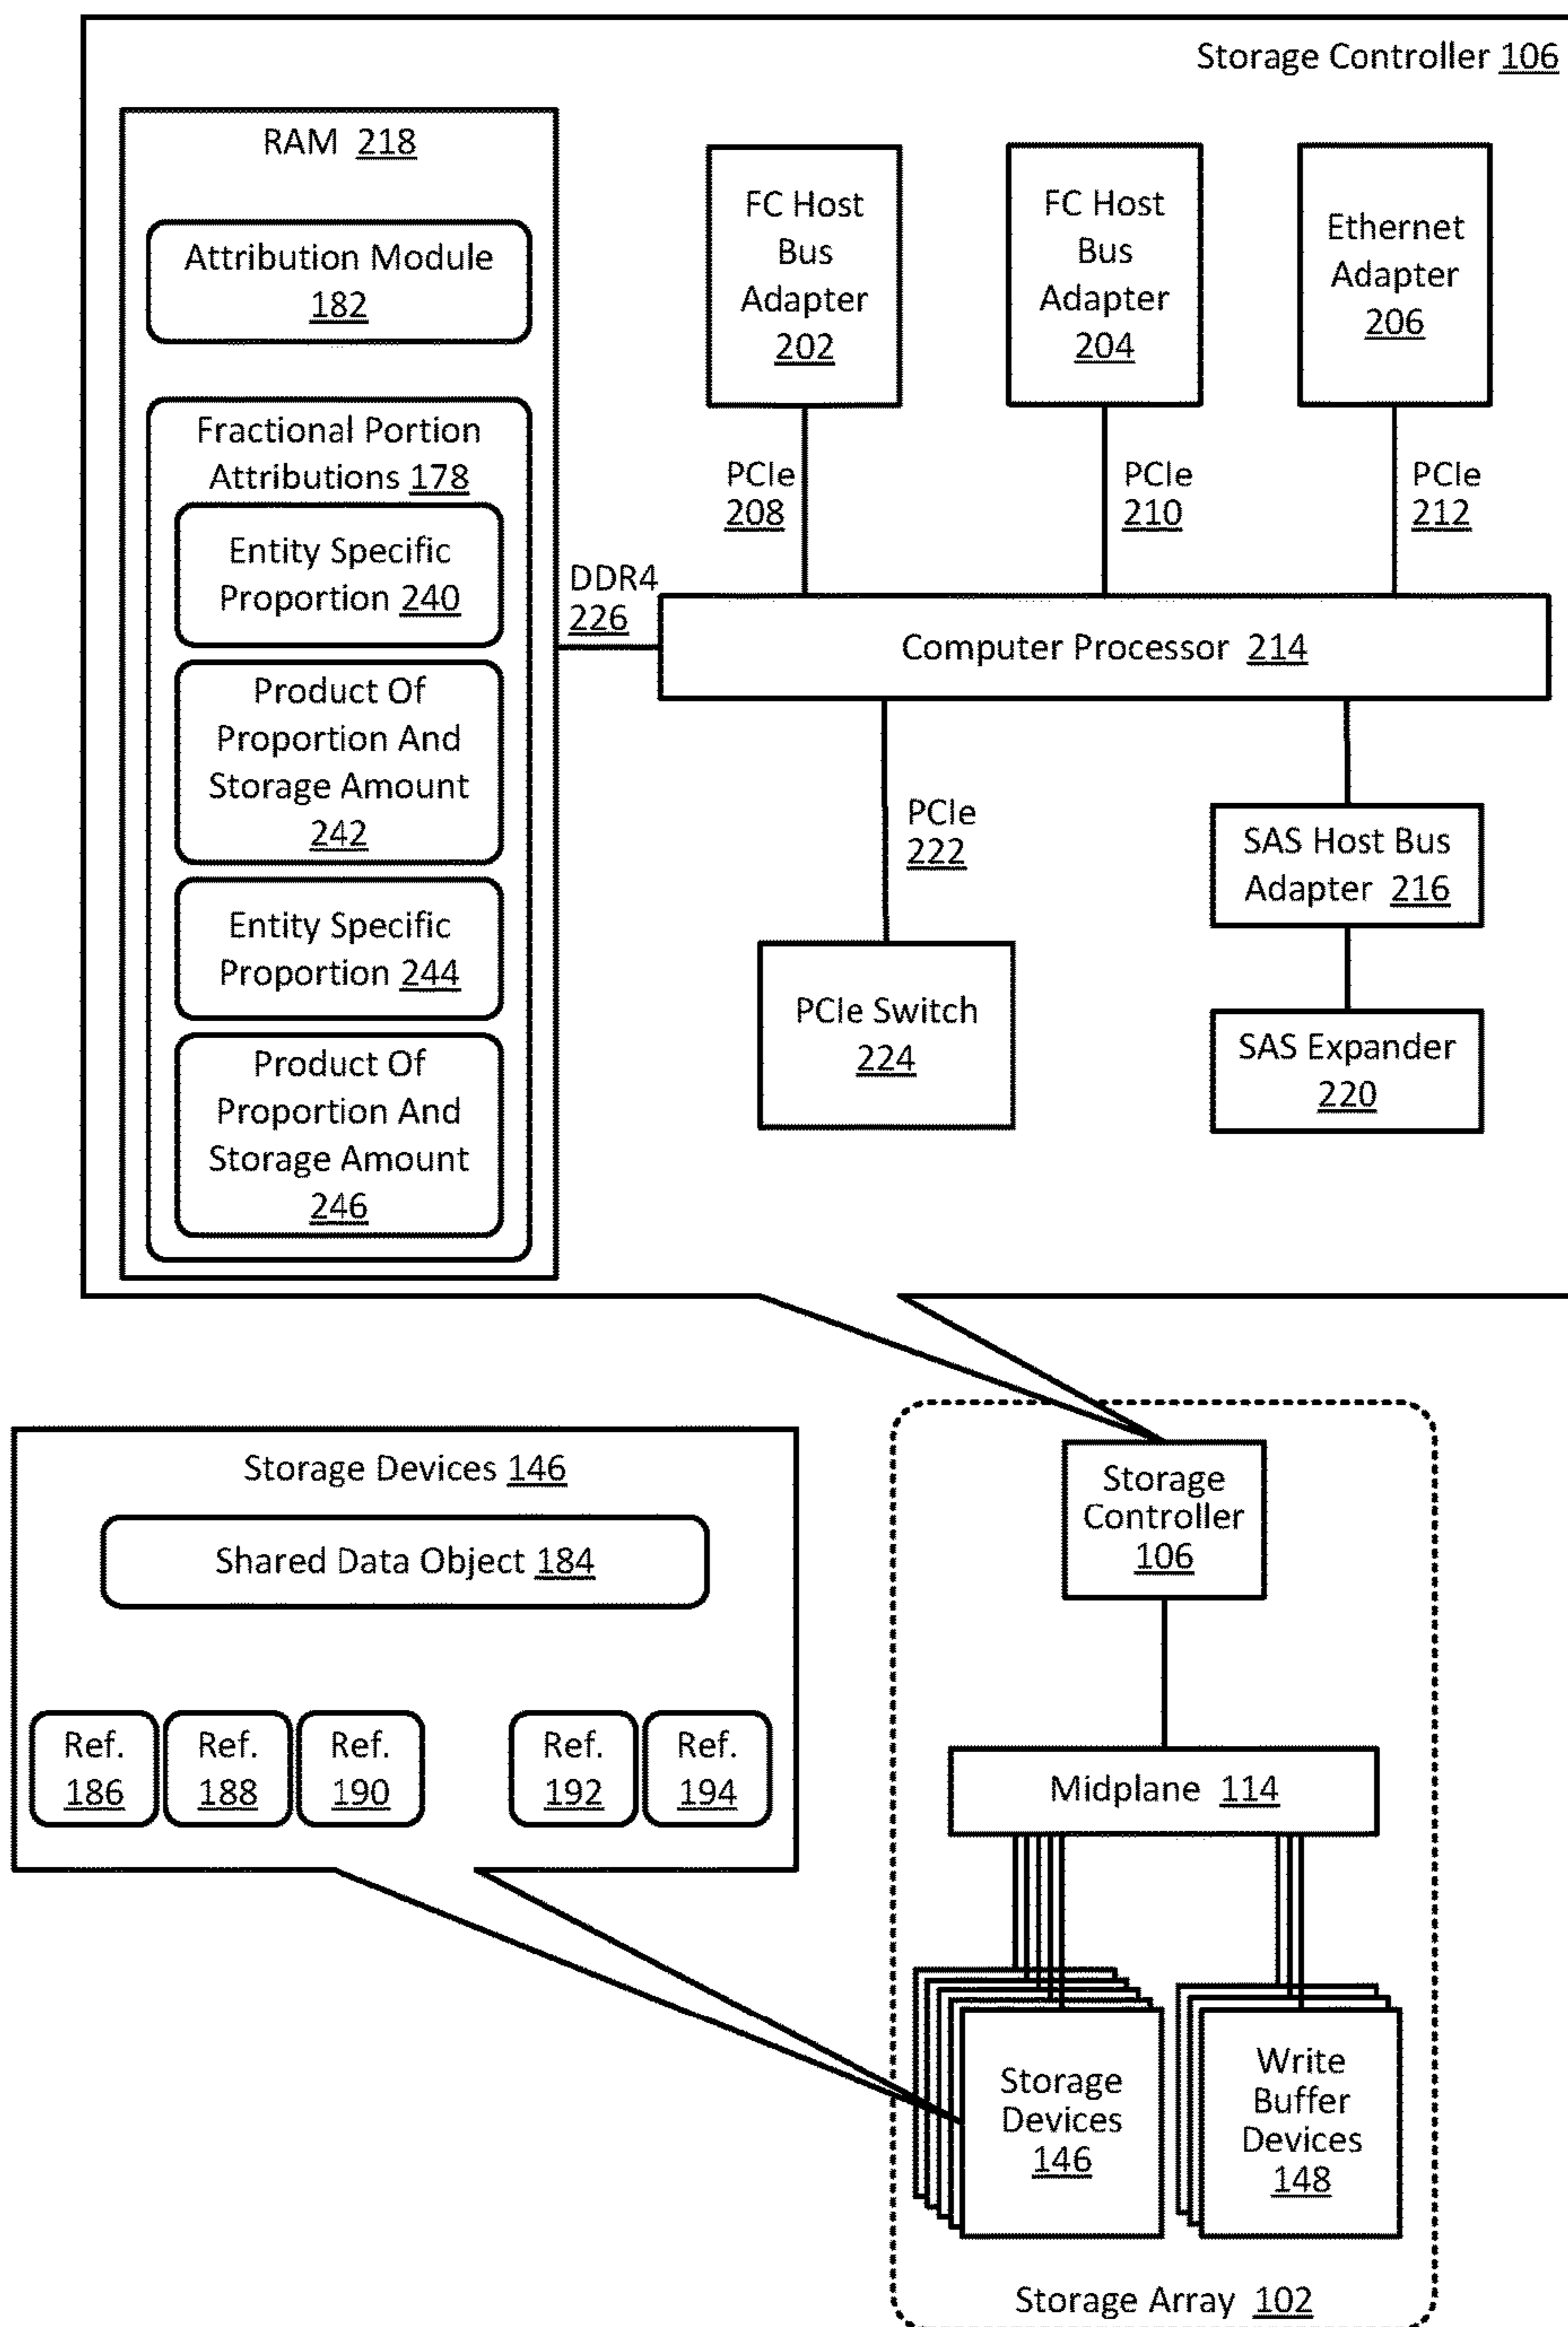 Storage Controller 106
RAM 218
Attribution Module
182
Fractional Portion
Attributions 178
Entity Specific
Proportion 240
Product Of
Proportion And
Storage Amount
242
Entity Specific
Proportion 244
Product Of
Proportion And
Storage Amount
246
FC Host
Bus
Adapter
202
FC Host
Bus
Adapter
204
Ethernet
Adapter
206
PCIe
208
PCIe
210
PCIe
212
DDR4
226
Computer Processor 214
PCIe
222
SAS Host Bus
Adapter 216
PCIe Switch
224
SAS Expander
220
Storage Devices 146
Shared Data Object 184
Ref.
186
Ref.
188
Ref.
190
Ref.
192
Ref.
194
Storage
Controller
106
Midplane 114
Storage
Devices
146
Write
Buffer
Devices
148
Storage Array 102